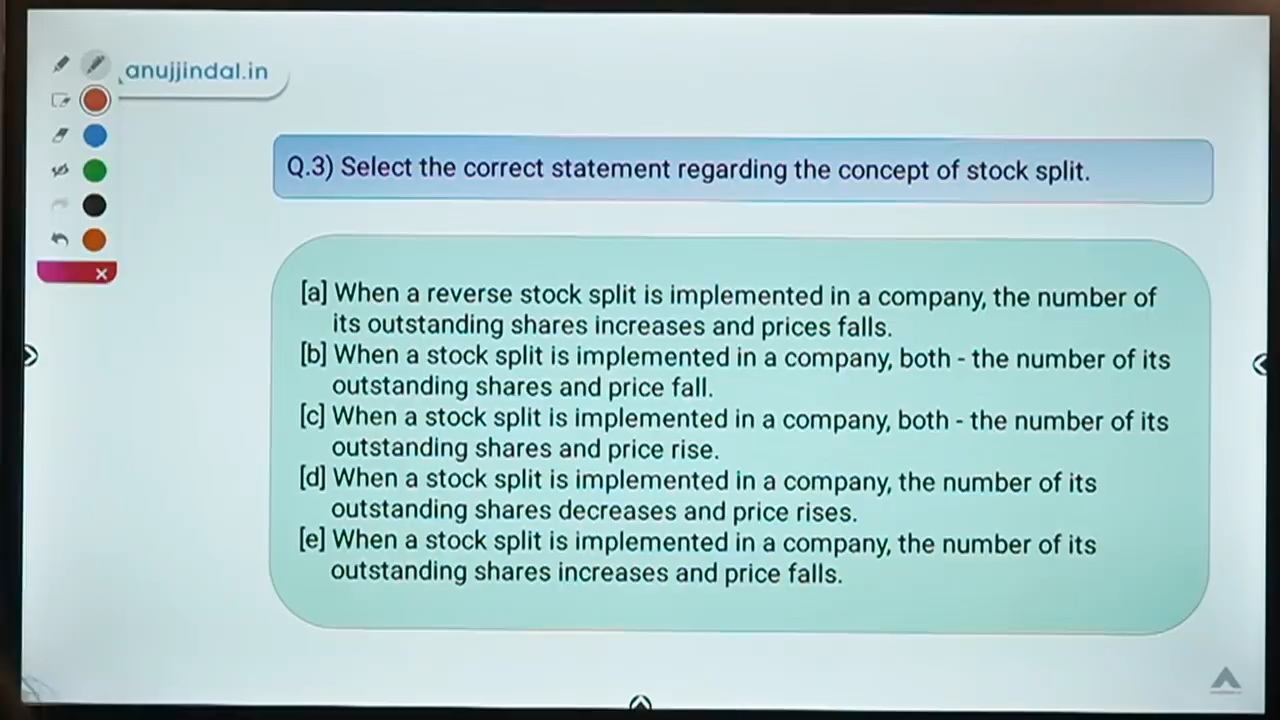 anujjindal.in
Q.3) Select the correct statement regarding the concept of stock split.
[a] When a reverse stock split is implemented in a company, the number of
its outstanding shares increases and prices falls.
[b] When a stock split is implemented in a company, both - the number of its
outstanding shares and price fall.
[c] When a stock split is implemented in a company, both - the number of its
outstanding shares and price rise.
[d] When a stock split is implemented in a company, the number of its
outstanding shares decreases and price rises.
[e] When a stock split is implemented in a company, the number of its
outstanding shares increases and price falls.